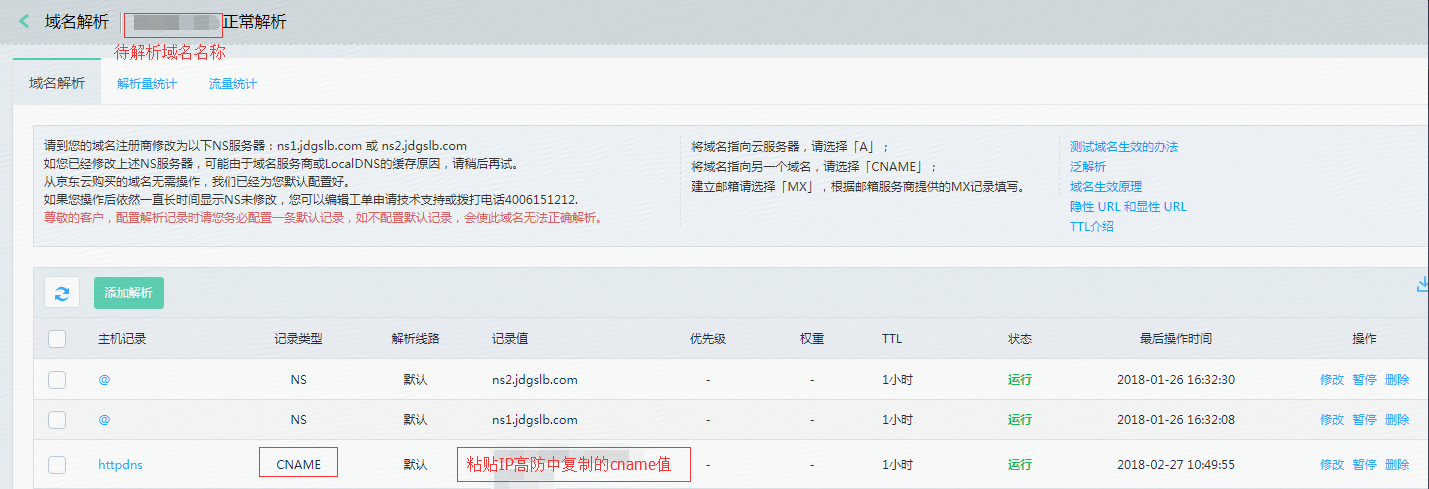 域名解析 正常解析
待解析域名名称
域名解析 解析量统计 流量统计
请到您的域名注册商修改为以下NS服务器：ns1.jdgslb.com 或 ns2.jdgslb.com
如您已经修改上述NS服务器，可能由于域名服务商或LocalDNS的缓存原因，请稍后再试。
从京东云购买的域名无需操作，我们已经为您默认配置好。
如果您操作后依然一直长时间显示NS未修改，您可以编辑工单申请技术支持或拨打电话4006151212.
尊敬的客户，配置解析记录时请您务必配置一条默认记录，如不配置默认记录，会使此域名无法正确解析。
将域名指向云服务器，请选择「A」；
将域名指向另一个域名，请选择「CNAME」；
建立邮箱请选择「MX」，根据邮箱服务商提供的MX记录填写。
测试域名生效的办法
泛解析
域名生效原理
隐性 URL 和显性 URL
TTL介绍
添加解析
主机记录 记录类型 解析线路 记录值 优先级 权重 TTL 状态 最后操作时间 操作
@ NS 默认 ns2.jdgslb.com - - 1小时 运行 2018-01-26 16:32:30 修改 暂停 删除
@ NS 默认 ns1.jdgslb.com - - 1小时 运行 2018-01-26 16:32:08 修改 暂停 删除
httpdns CNAME 默认 粘贴IP高防中复制的cname值 - - 1小时 运行 2018-02-27 10:49:55 修改 暂停 删除